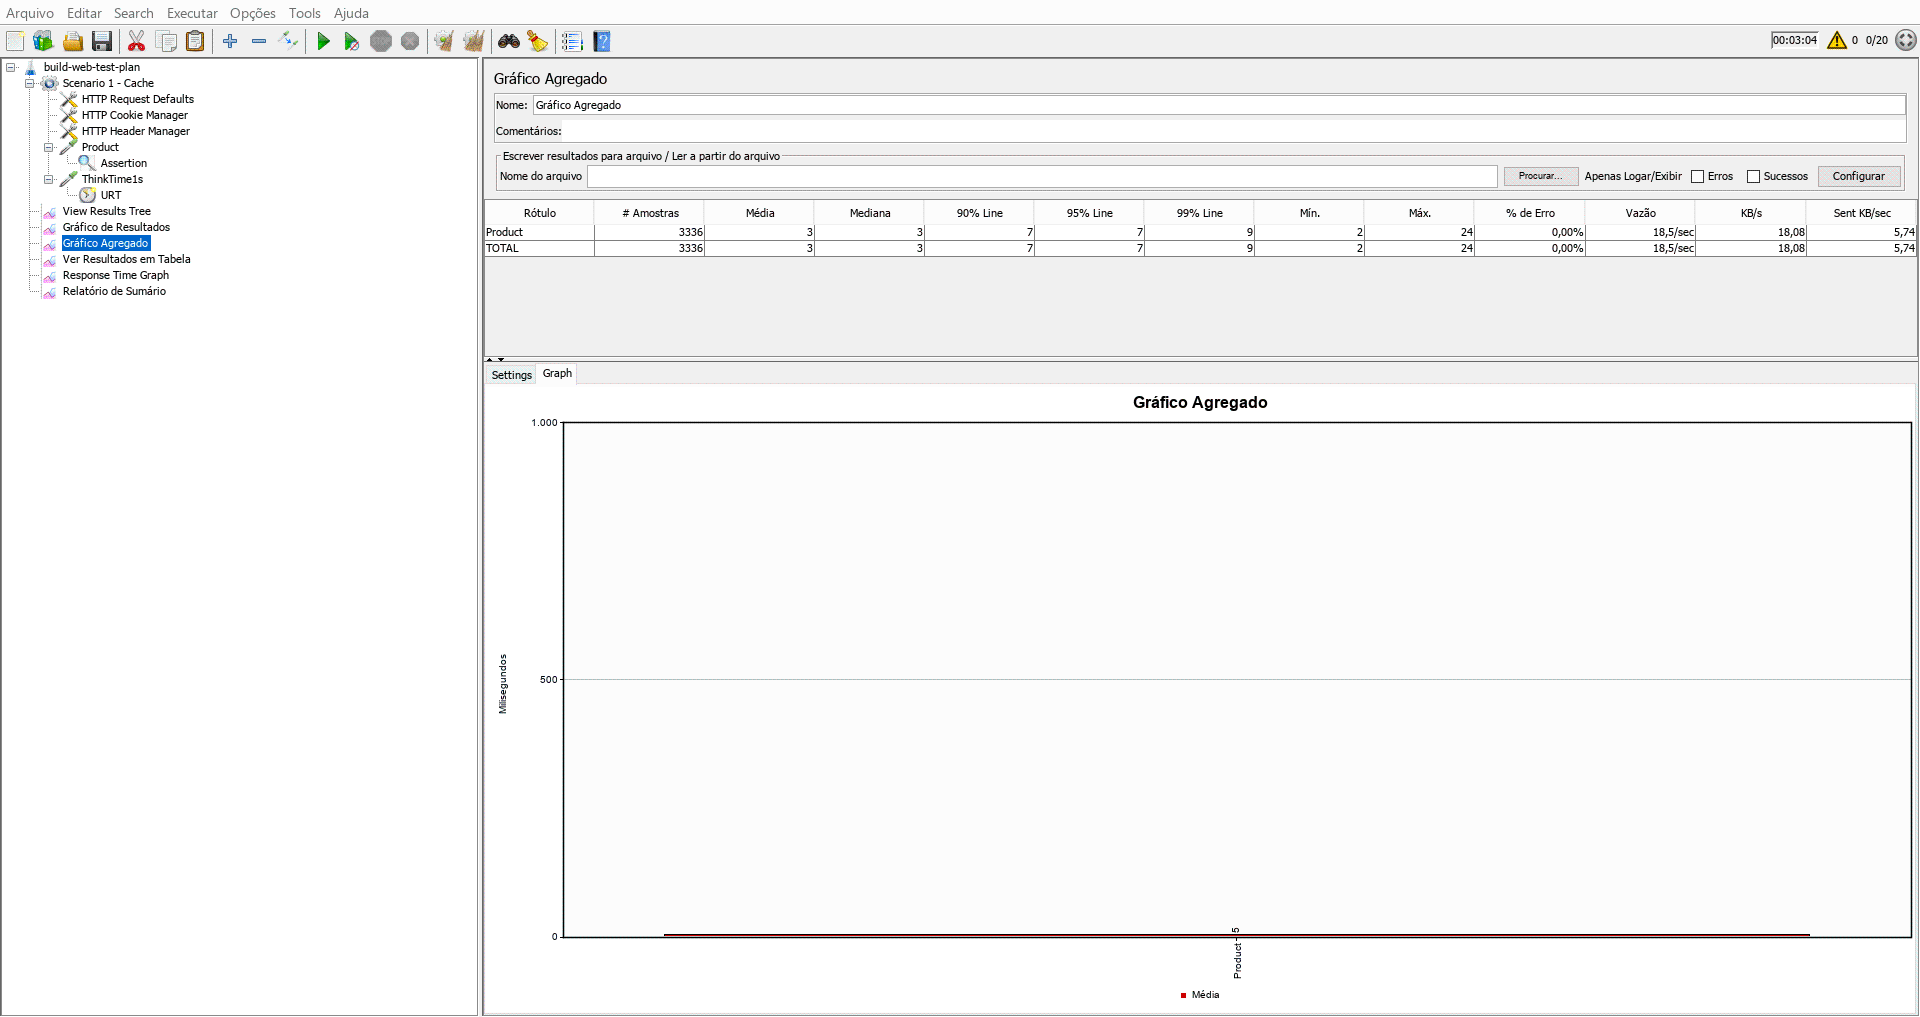 Arquivo Editar Search Executar Opções Tools Ajuda
00:03:04 0 0/20
build-web-test-plan
Scenario 1 - Cache
HTTP Request Defaults
HTTP Cookie Manager
HTTP Header Manager
Product
Assertion
ThinkTime1s
URT
View Results Tree
Gráfico de Resultados
Gráfico Agregado
Ver Resultados em Tabela
Response Time Graph
Relatório de Sumário
Gráfico Agregado
Nome: Gráfico Agregado
Comentários:
Escrever resultados para arquivo / Ler a partir do arquivo
Nome do arquivo Procurar... Apenas Logar/Exibir Erros Sucessos Configurar
Rótulo # Amostras Média Mediana 90% Line 95% Line 99% Line Mín. Máx. % de Erro Vazão KB/s Sent KB/sec
Product 3336 3 3 7 7 9 2 24 0,00% 18,5/sec 18,08 5,74
TOTAL 3336 3 3 7 7 9 2 24 0,00% 18,5/sec 18,08 5,74
Settings Graph
Gráfico Agregado
1.000
500
0
Milisegundos
5
Product
Média